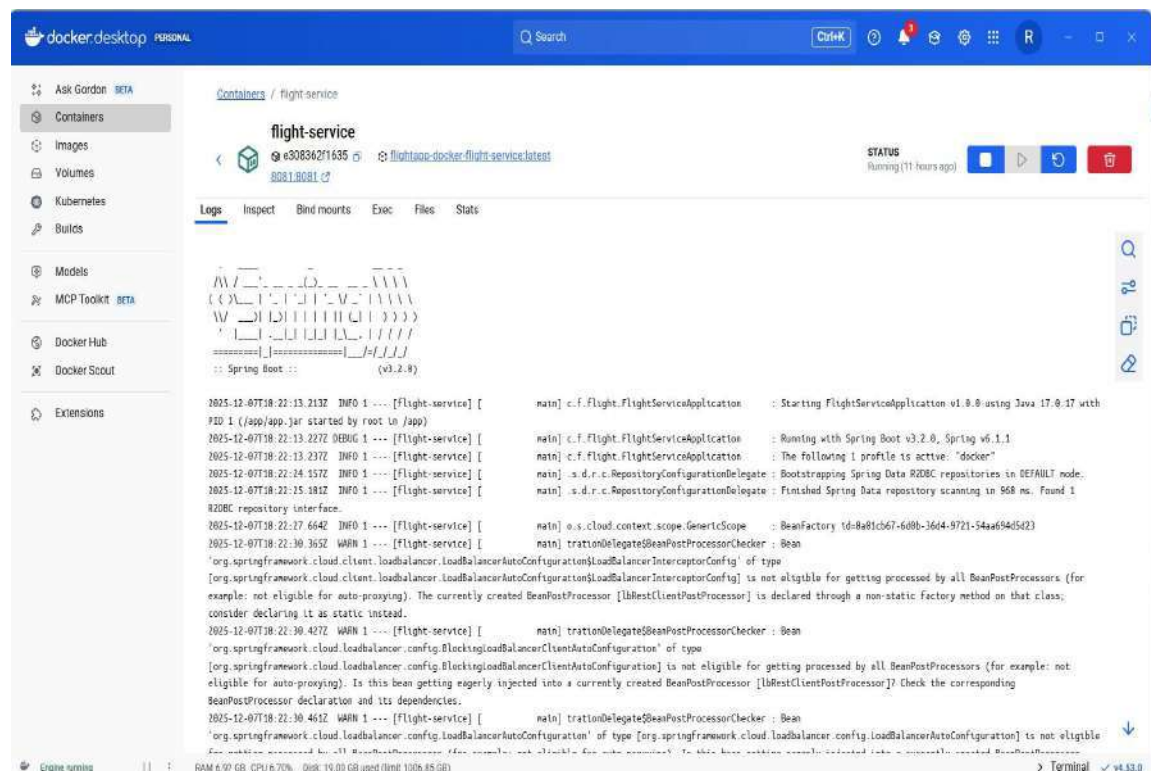 docker.desktop PERSONAL
Search
Ctrl+K
R
Ask Gordon BETA
Containers
Images
Volumes
Kubernetes
Builds
Models
MCP Toolkit BETA
Docker Hub
Docker Scout
Extensions
Containers / flight-service
flight-service
e308362f1635 flightapp-docker-flight-service:latest
8081:8081
STATUS
Running (11 hours ago)
Logs Inspect Bind mounts Exec Files Stats
:: Spring Boot :: (v3.2.0)
2025-12-07T18:22:13.213Z INFO 1 --- [flight-service] [ main] c.f.flight.FlightServiceApplication : Starting FlightServiceApplication v1.0.0 using Java 17.0.17 with
PID 1 (/app/app.jar started by root in /app)
2025-12-07T18:22:13.227Z DEBUG 1 --- [flight-service] [ main] c.f.flight.FlightServiceApplication : Running with Spring Boot v3.2.0, Spring v6.1.1
2025-12-07T18:22:13.237Z INFO 1 --- [flight-service] [ main] c.f.flight.FlightServiceApplication : The following 1 profile is active: "docker"
2025-12-07T18:22:24.157Z INFO 1 --- [flight-service] [ main] .s.d.r.c.RepositoryConfigurationDelegate : Bootstrapping Spring Data R2DBC repositories in DEFAULT mode.
2025-12-07T18:22:25.181Z INFO 1 --- [flight-service] [ main] .s.d.r.c.RepositoryConfigurationDelegate : Finished Spring Data repository scanning in 968 ms. Found 1
R2DBC repository interface.
2025-12-07T18:22:27.664Z INFO 1 --- [flight-service] [ main] o.s.cloud.context.scope.GenericScope : BeanFactory id=8a01cb67-6d0b-36d4-9721-54aa694d5d23
2025-12-07T18:22:30.365Z WARN 1 --- [flight-service] [ main] trationDelegate$BeanPostProcessorChecker : Bean
'org.springframework.cloud.client.loadbalancer.LoadBalancerAutoConfiguration$LoadBalancerInterceptorConfig' of type
[org.springframework.cloud.client.loadbalancer.LoadBalancerAutoConfiguration$LoadBalancerInterceptorConfig] is not eligible for getting processed by all BeanPostProcessors (for
example: not eligible for auto-proxying). The currently created BeanPostProcessor [lbRestClientPostProcessor] is declared through a non-static factory method on that class;
consider declaring it as static instead.
2025-12-07T18:22:30.427Z WARN 1 --- [flight-service] [ main] trationDelegate$BeanPostProcessorChecker : Bean
'org.springframework.cloud.loadbalancer.config.BlockingLoadBalancerClientAutoConfiguration' of type
[org.springframework.cloud.loadbalancer.config.BlockingLoadBalancerClientAutoConfiguration] is not eligible for getting processed by all BeanPostProcessors (for example: not
eligible for auto-proxying). Is this bean getting eagerly injected into a currently created BeanPostProcessor [lbRestClientPostProcessor]? Check the corresponding
BeanPostProcessor declaration and its dependencies.
2025-12-07T18:22:30.461Z WARN 1 --- [flight-service] [ main] trationDelegate$BeanPostProcessorChecker : Bean
'org.springframework.cloud.loadbalancer.config.LoadBalancerAutoConfiguration' of type [org.springframework.cloud.loadbalancer.config.LoadBalancerAutoConfiguration] is not eligible
Engine running RAM 6.92 GB CPU 6.70% Disk: 19.00 GB used (limit 1006.85 GB) Terminal v4.53.0